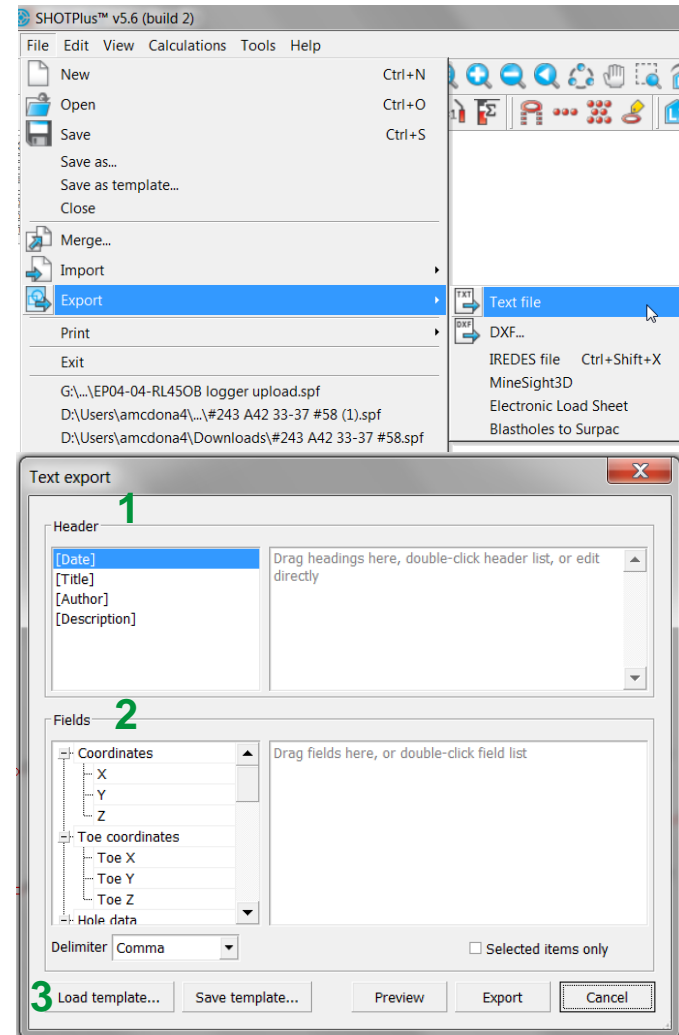 SHOTPlus™ v5.6 (build 2)
File Edit View Calculations Tools Help
New Ctrl+N
Open Ctrl+O
Save Ctrl+S
Save as...
Save as template...
Close
Merge...
Import
Export
TXT Text file
Print
DXF DXF...
Exit
IREDES file Ctrl+Shift+X
MineSight3D
G:\...\EP04-04-RL45OB logger upload.spf
Electronic Load Sheet
D:\Users\amcdona4\...\#243 A42 33-37 #58 (1).spf
Blastholes to Surpac
D:\Users\amcdona4\Downloads\#243 A42 33-37 #58.spf
Text export
1
Header
[Date]
[Title]
[Author]
[Description]
Drag headings here, double-click header list, or edit
directly
2
Fields
Coordinates
X
Y
Z
Toe coordinates
Toe X
Toe Y
Toe Z
Hole data
Drag fields here, or double-click field list
Delimiter Comma
Selected items only
3
Load template... Save template... Preview Export Cancel